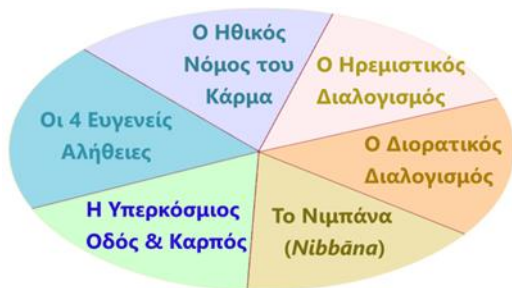 Ο Ηθικός
Νόμος του
Κάρμα
Ο Ηρεμιστικός
Διαλογισμός
Ο Διορατικός
Διαλογισμός
Το Νιμπάνα
(Nibbāna)
Η Υπερκόσμιος
Οδός & Καρπός
Οι 4 Ευγενείς
Αλήθειες